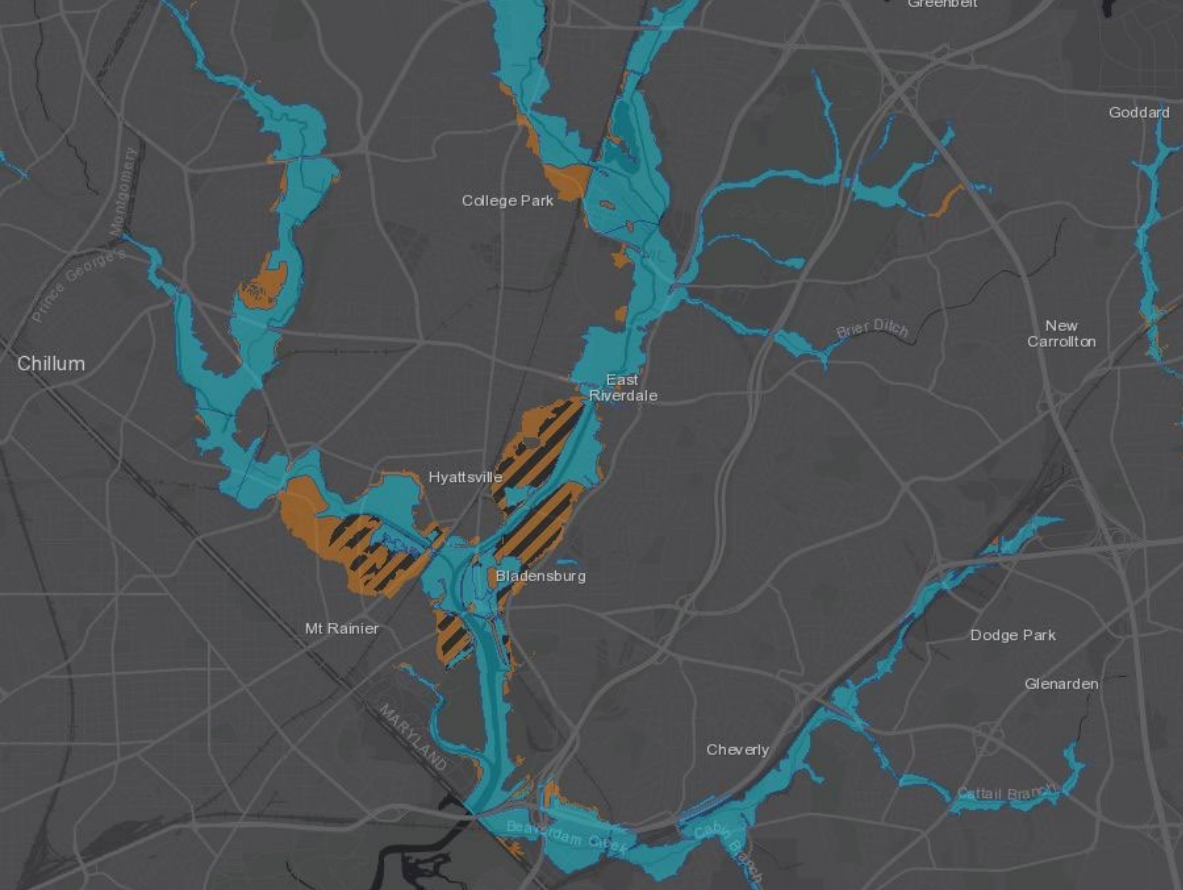 Greenbelt
Goddard
Montgomery
Prince George's
College Park
Brier Ditch
New
Carrollton
Chillum
East
Riverdale
Hyattsville
Bladensburg
Mt Rainier
Dodge Park
Glenarden
MARYLAND
Cheverly
Cattail Branch
Beaverdam Creek
Cabin Branch